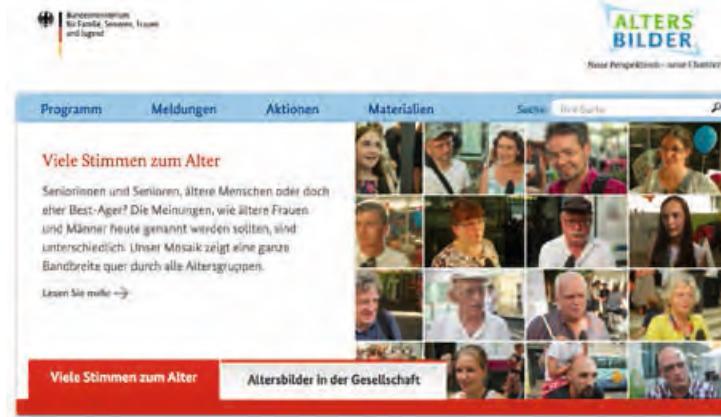 Bundesministerium
für Familie, Senioren, Frauen
und Jugend
ALTERS
BILDER
Neue Perspektiven – neue Chancen
Programm Meldungen Aktionen Materialien Suche Ihre Suche
Viele Stimmen zum Alter
Seniorinnen und Senioren, ältere Menschen oder doch
eher Best-Ager? Die Meinungen, wie ältere Frauen
und Männer heute genannt werden sollten, sind
unterschiedlich. Unser Mosaik zeigt eine ganze
Bandbreite quer durch alle Altersgruppen.
Lesen Sie mehr
Viele Stimmen zum Alter Altersbilder in der Gesellschaft